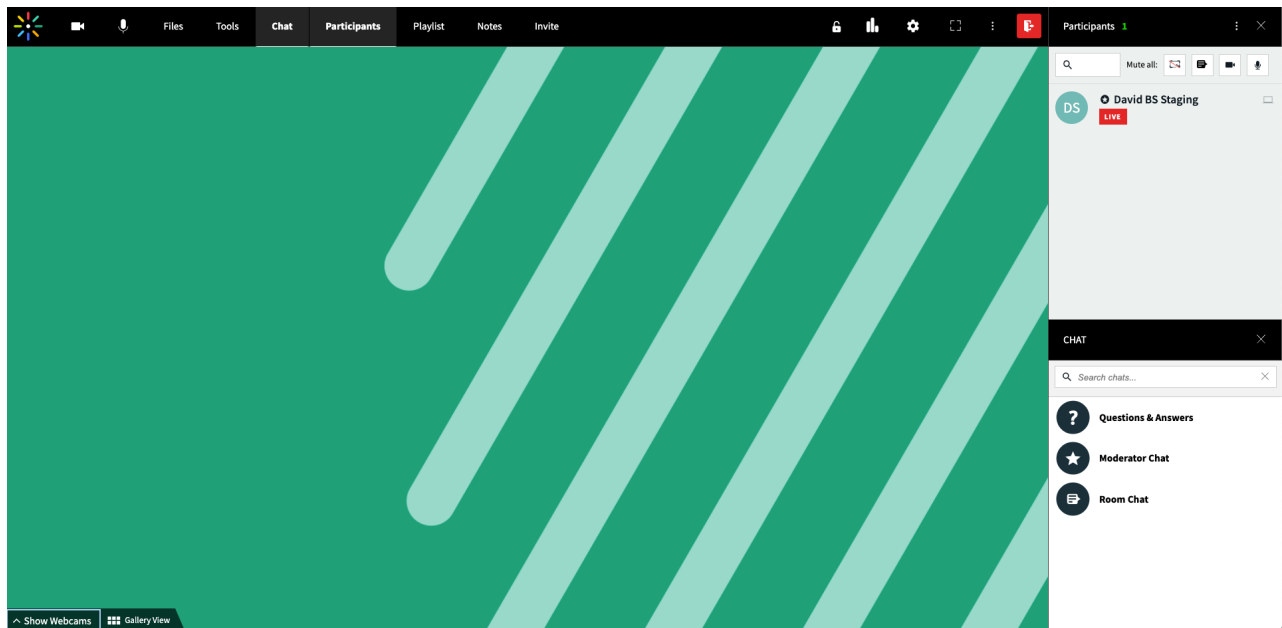 Files
Tools
Chat
Participants
Playlist
Notes
Invite
Participants 1
Mute all:
DS
David BS Staging
LIVE
CHAT
Search chats...
?
Questions & Answers
Moderator Chat
Room Chat
Show Webcams
Gallery View